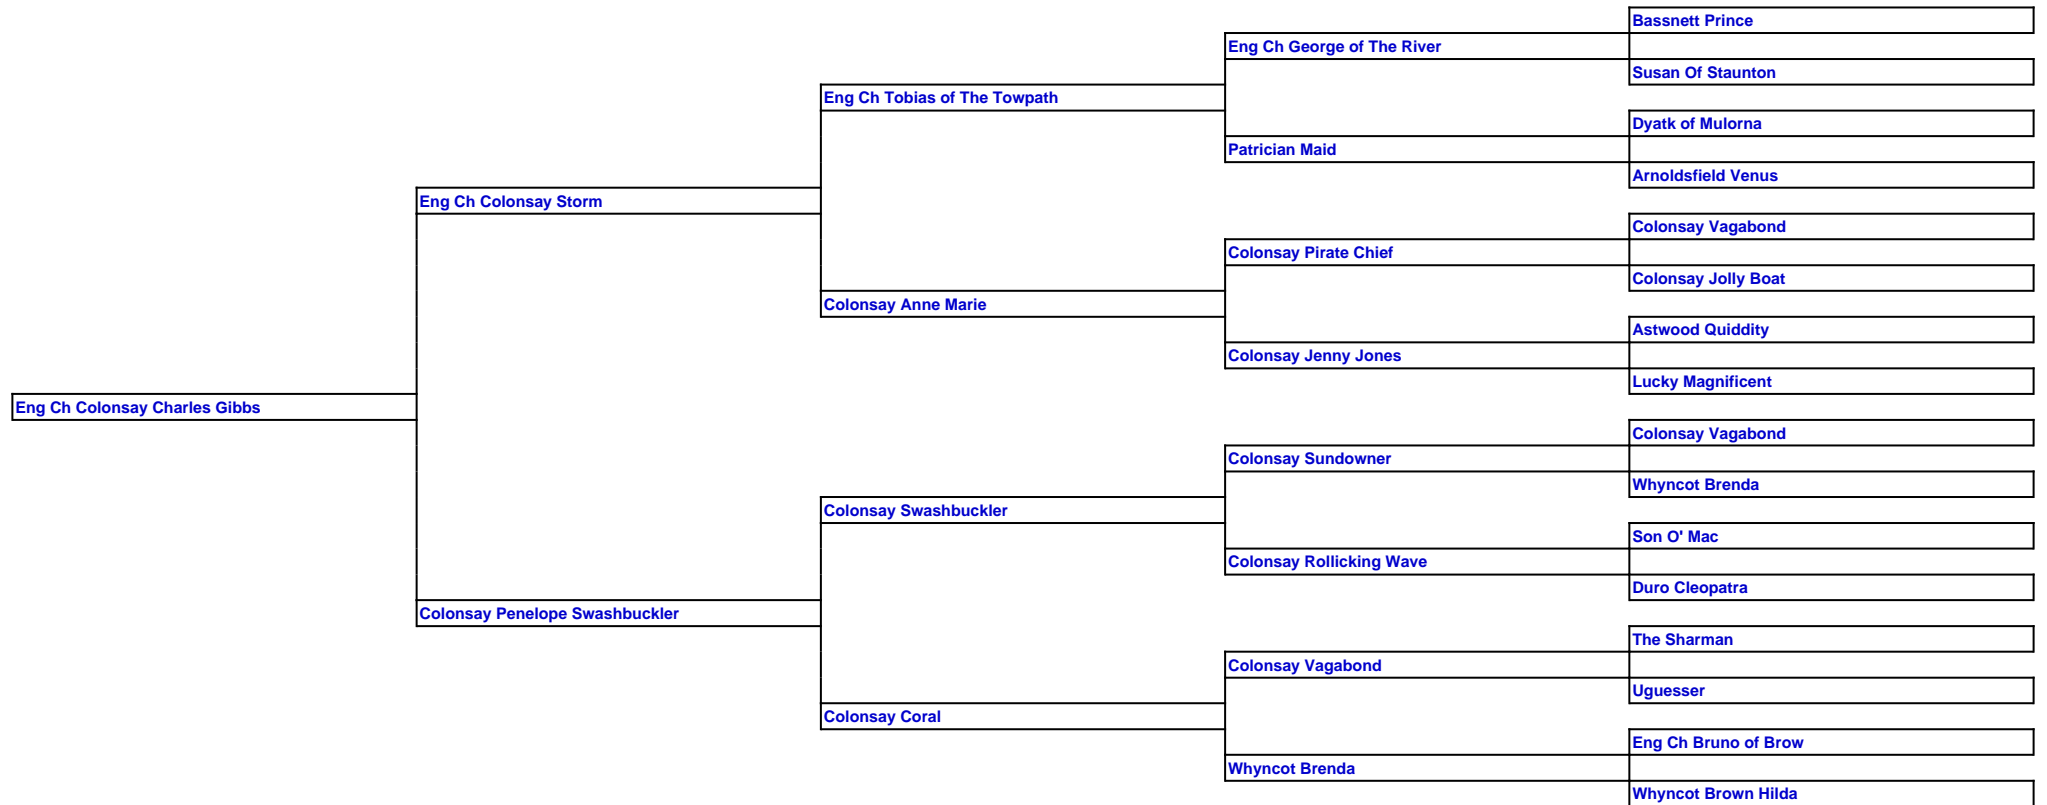 Bassnett Prince
Eng Ch George of The River
Susan Of Staunton
Eng Ch Tobias of The Towpath
Dyatk of Mulorna
Patrician Maid
Arnoldsfield Venus
Eng Ch Colonsay Storm
Colonsay Vagabond
Colonsay Pirate Chief
Colonsay Jolly Boat
Colonsay Anne Marie
Astwood Quiddity
Colonsay Jenny Jones
Lucky Magnificent
Eng Ch Colonsay Charles Gibbs
Colonsay Vagabond
Colonsay Sundowner
Whyncot Brenda
Colonsay Swashbuckler
Son O' Mac
Colonsay Rollicking Wave
Duro Cleopatra
Colonsay Penelope Swashbuckler
The Sharman
Colonsay Vagabond
Uguesser
Colonsay Coral
Eng Ch Bruno of Brow
Whyncot Brenda
Whyncot Brown Hilda